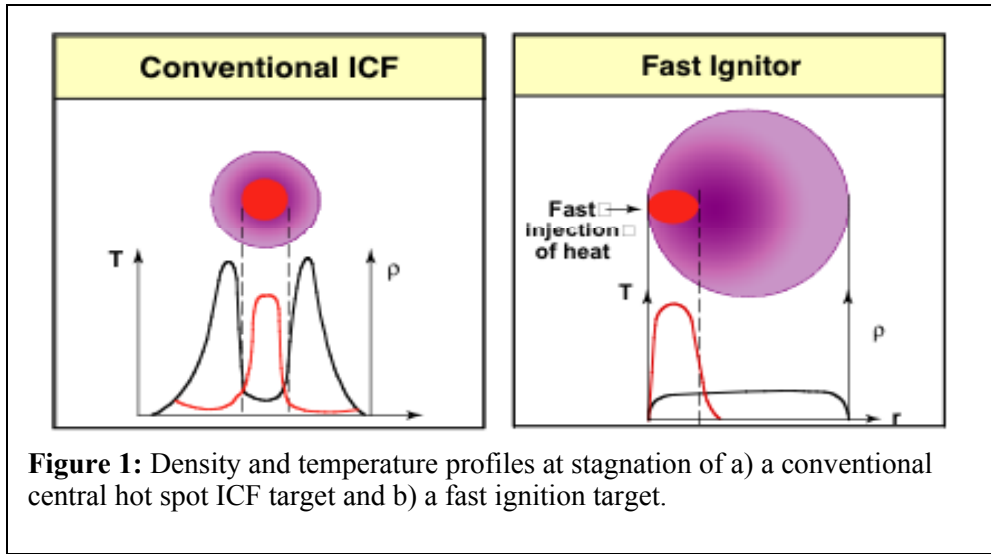 Conventional ICF
Fast Ignitor
T
ρ
Fast
injection
of heat
T
ρ
r
Figure 1: Density and temperature profiles at stagnation of a) a conventional
central hot spot ICF target and b) a fast ignition target.